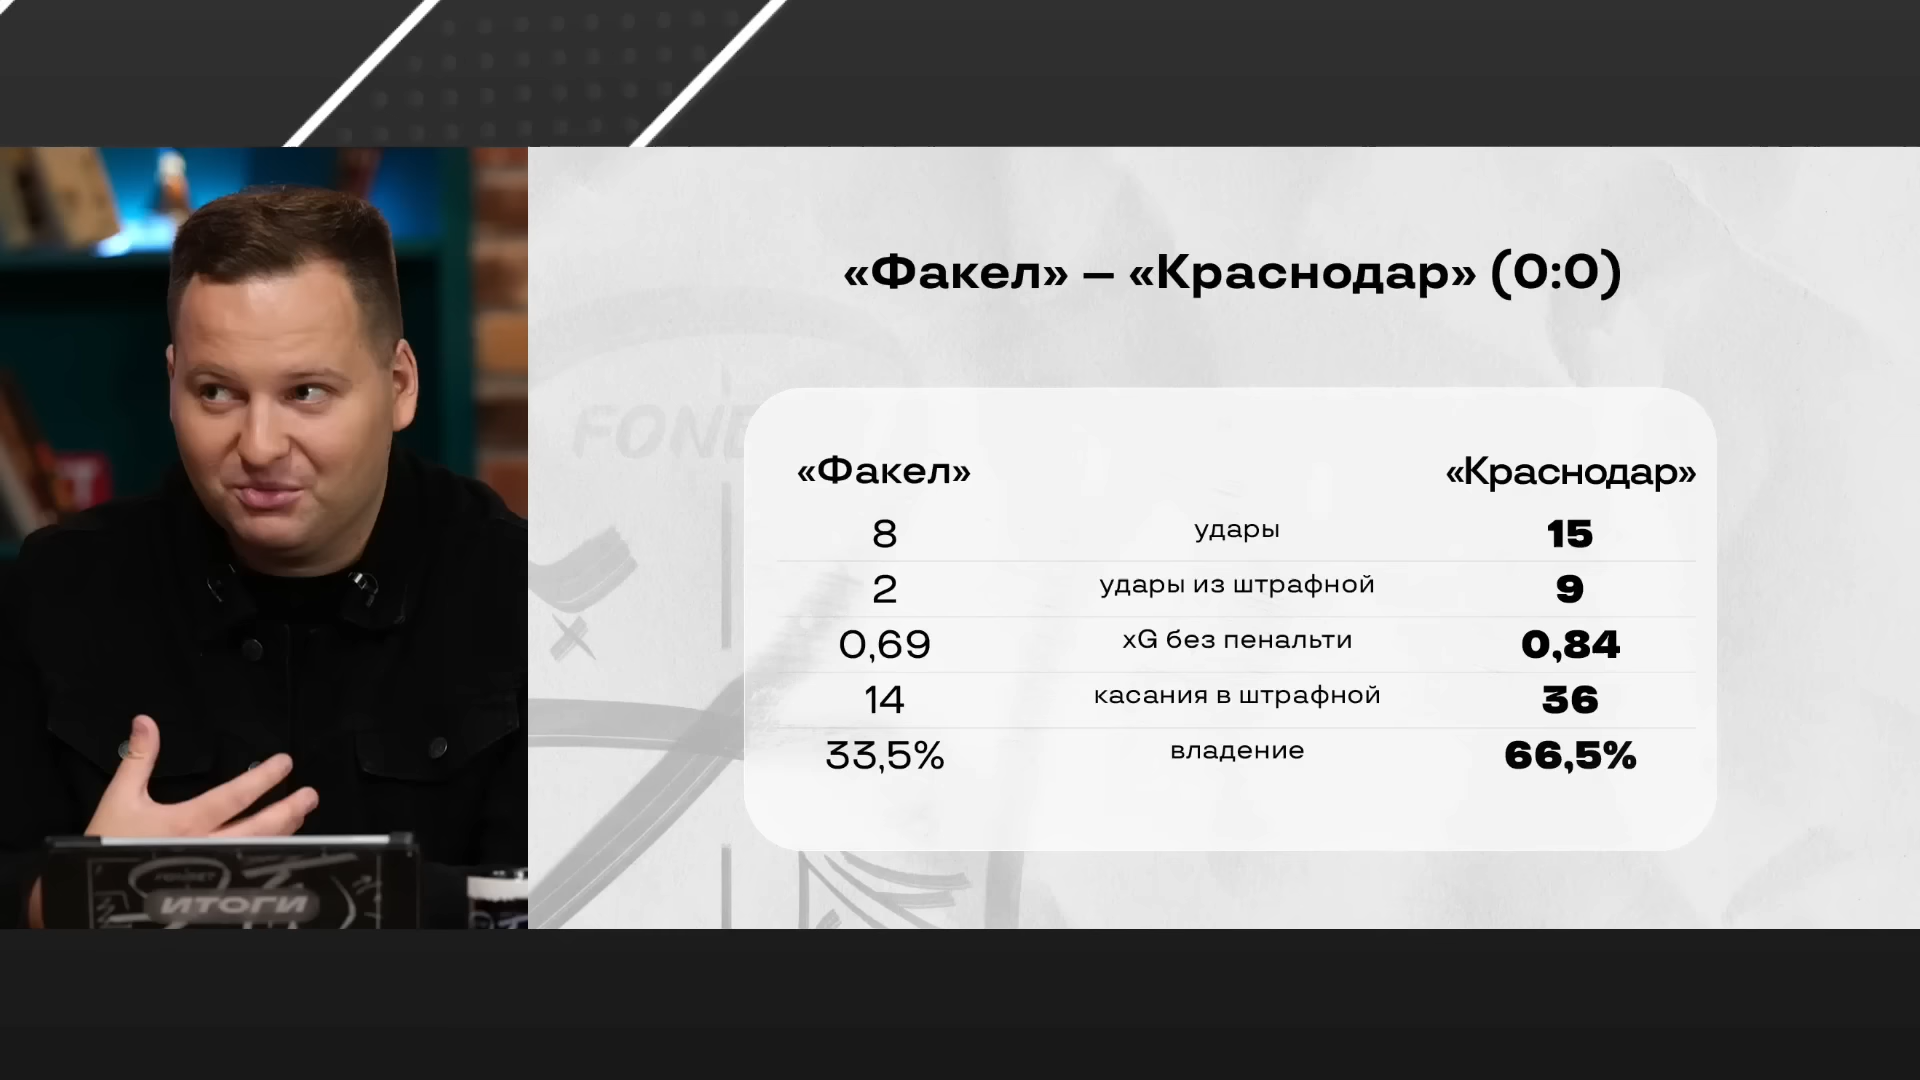 «Факел» – «Краснодар» (0:0)
«Факел» «Краснодар»
8 удары 15
2 удары из штрафной 9
0,69 xG без пенальти 0,84
14 касания в штрафной 36
33,5% владение 66,5%
ИТОГИ